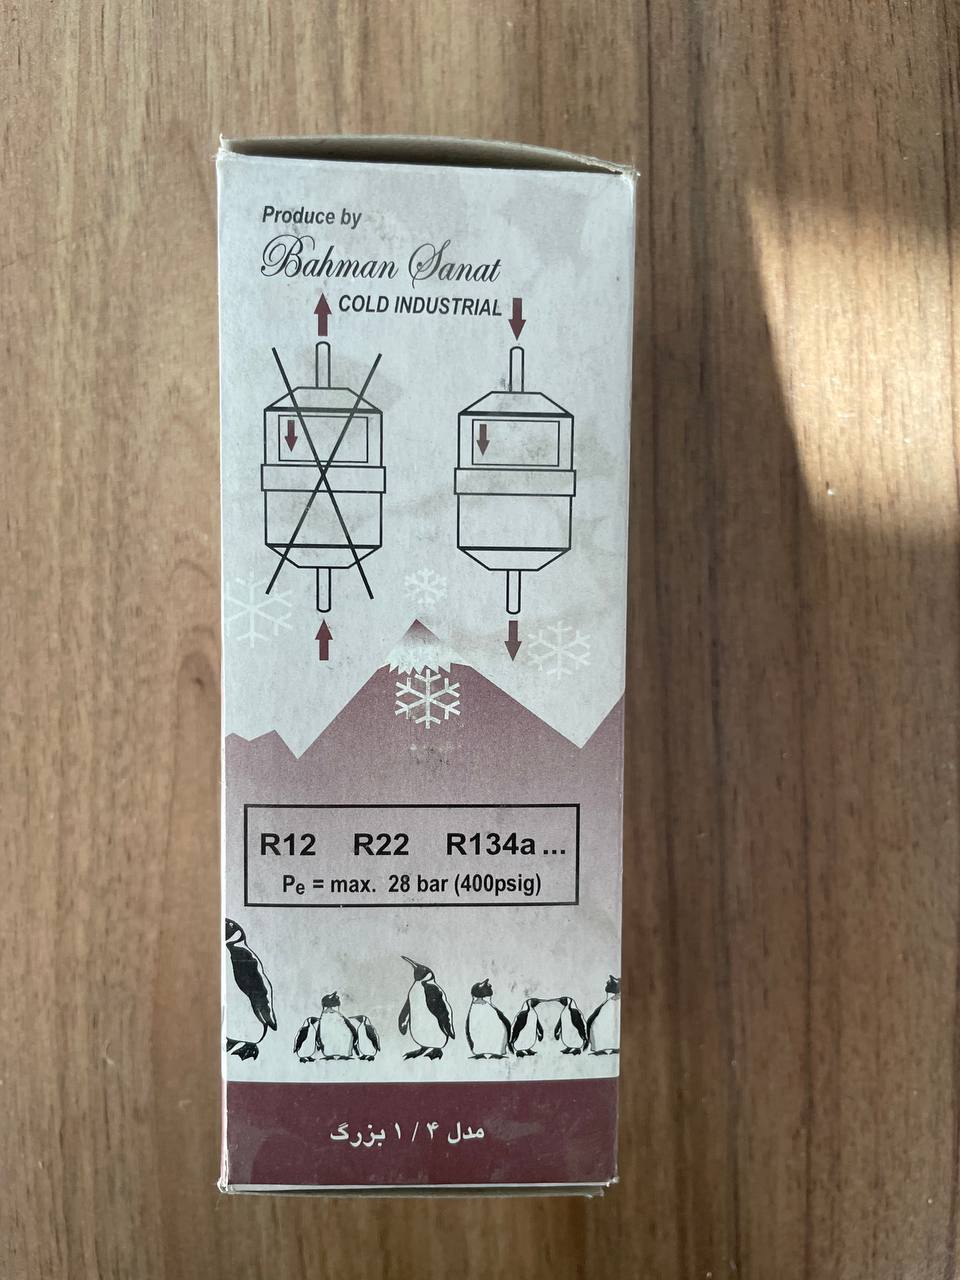 Produce by
Bahman Sanat
COLD INDUSTRIAL
R12 R22 R134a...
Pe = max. 28 bar (400psig)
مدل ۱/۴ بزرگ